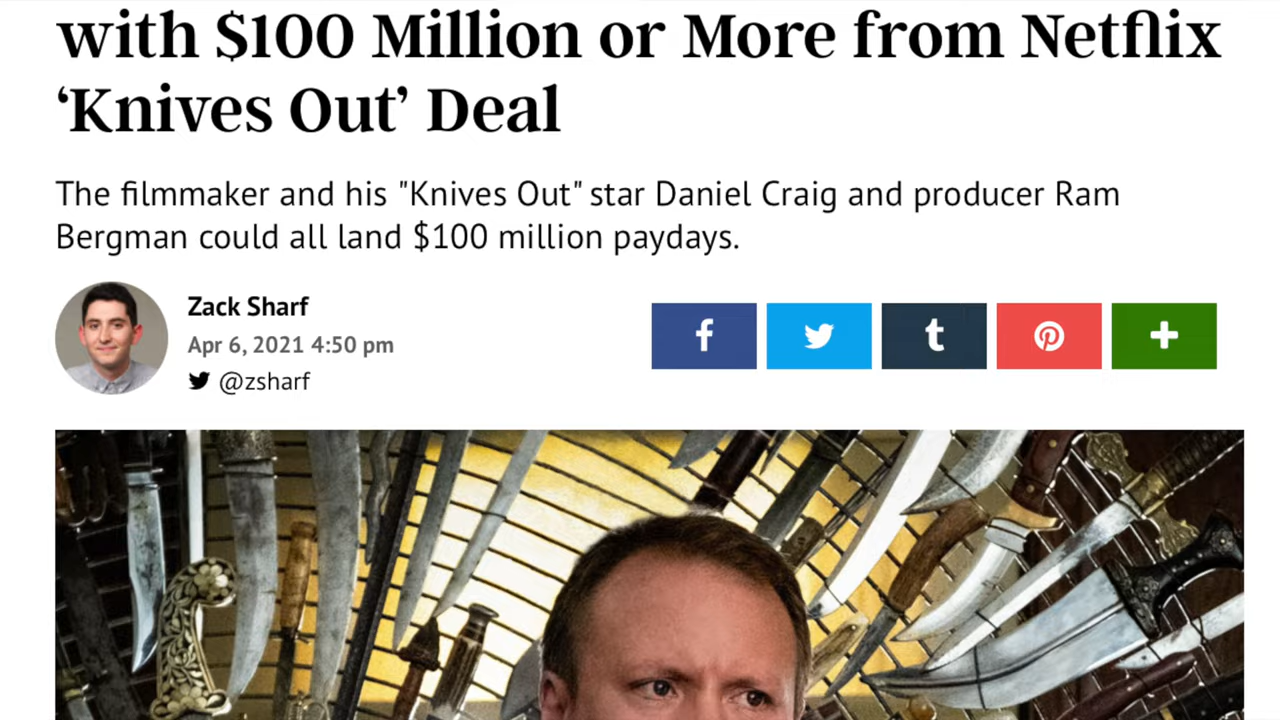 with $100 Million or More from Netflix
‘Knives Out’ Deal
The filmmaker and his "Knives Out" star Daniel Craig and producer Ram
Bergman could all land $100 million paydays.
Zack Sharf
Apr 6, 2021 4:50 pm
@zsharf